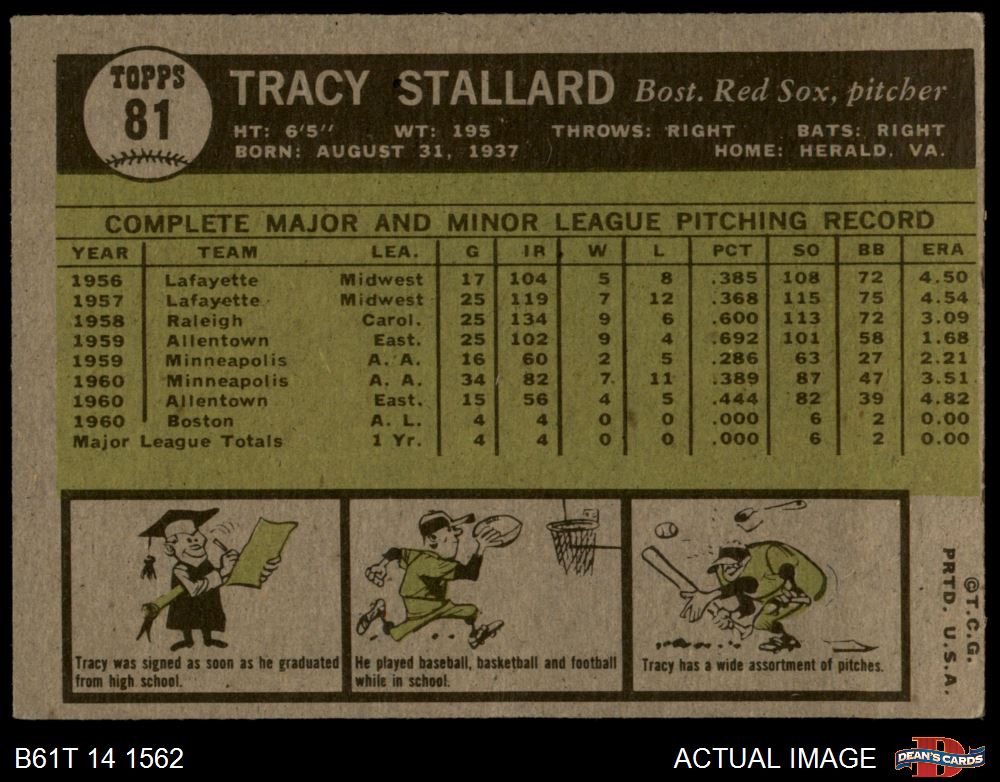 TOPPS
81
TRACY STALLARD Bost. Red Sox, pitcher
HT: 6'5" WT: 195 THROWS: RIGHT BATS: RIGHT
BORN: AUGUST 31, 1937 HOME: HERALD, VA.
COMPLETE MAJOR AND MINOR LEAGUE PITCHING RECORD
YEAR TEAM LEA. G IR W L PCT SO BB ERA
1956 Lafayette Midwest 17 104 5 8 .385 108 72 4.50
1957 Lafayette Midwest 25 119 7 12 .368 115 75 4.54
1958 Raleigh Carol. 25 134 9 6 .600 113 72 3.09
1959 Allentown East. 25 102 9 4 .692 101 58 1.68
1959 Minneapolis A. A. 16 60 2 5 .286 63 27 2.21
1960 Minneapolis A. A. 34 82 7 11 .389 87 47 3.51
1960 Allentown East. 15 56 4 5 .444 82 39 4.82
1960 Boston A. L. 4 4 0 0 .000 6 2 0.00
Major League Totals 1 Yr. 4 4 0 0 .000 6 2 0.00
Tracy was signed as soon as he graduated
from high school.
He played baseball, basketball and football
while in school.
Tracy has a wide assortment of pitches.
©T.C.G.
PRTD. U.S.A.
B61T 14 1562
ACTUAL IMAGE
D
DEAN'S CARDS